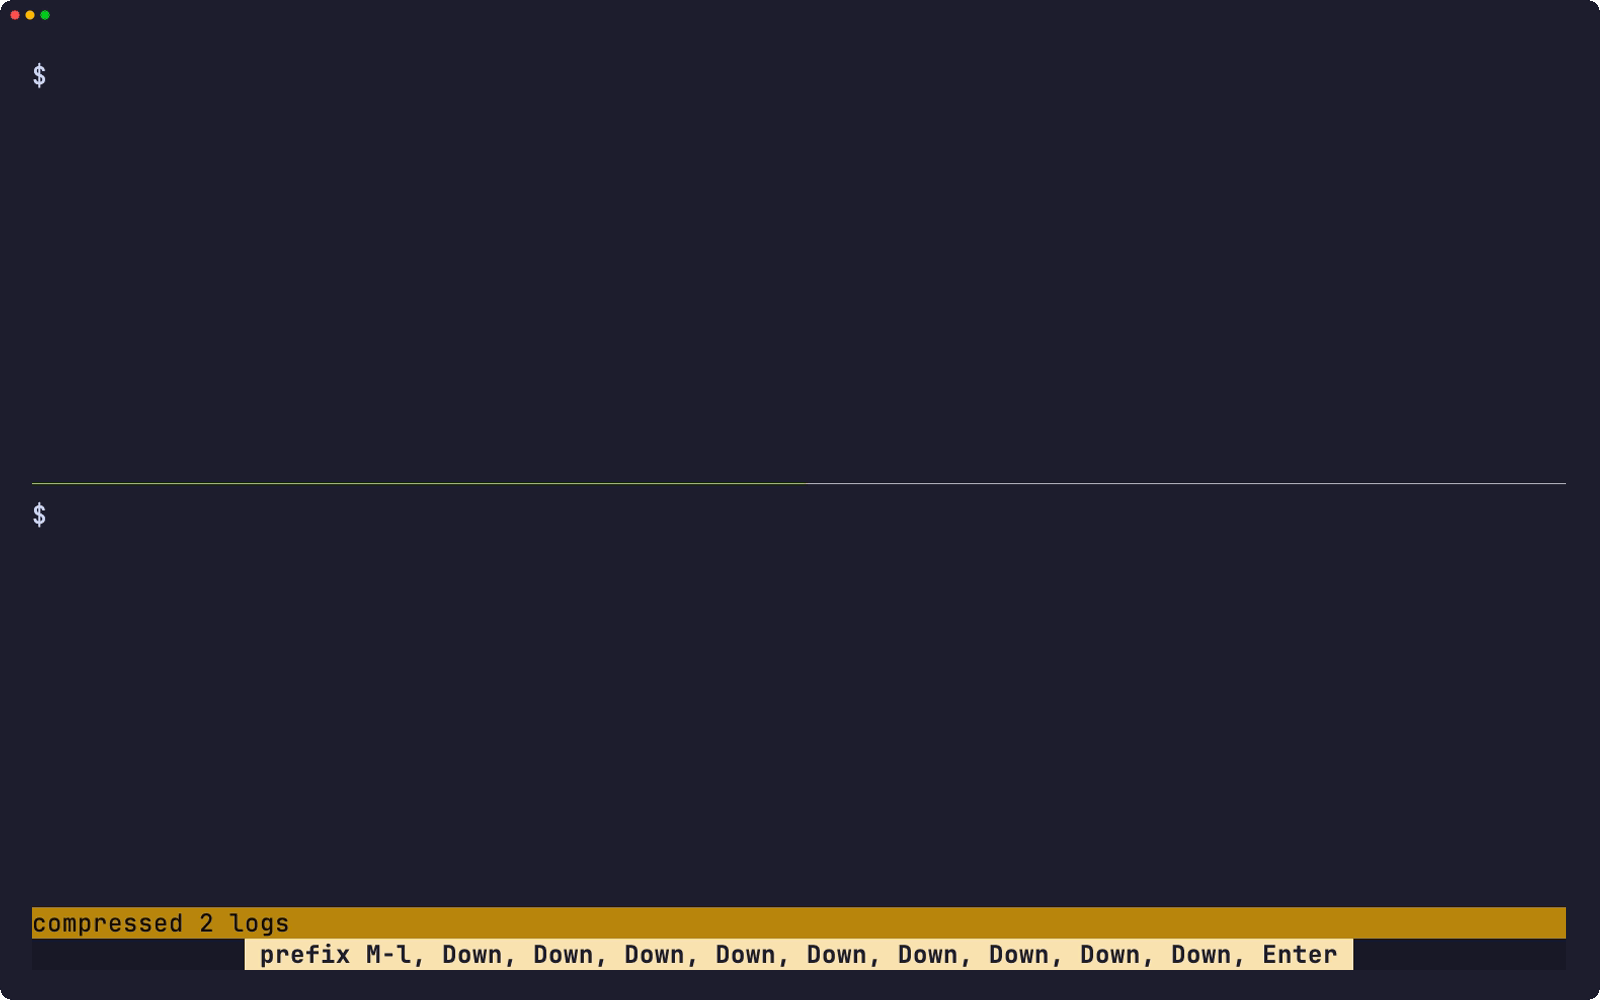 $
$
compressed 2 logs
prefix M-l, Down, Down, Down, Down, Down, Down, Down, Down, Down, Enter